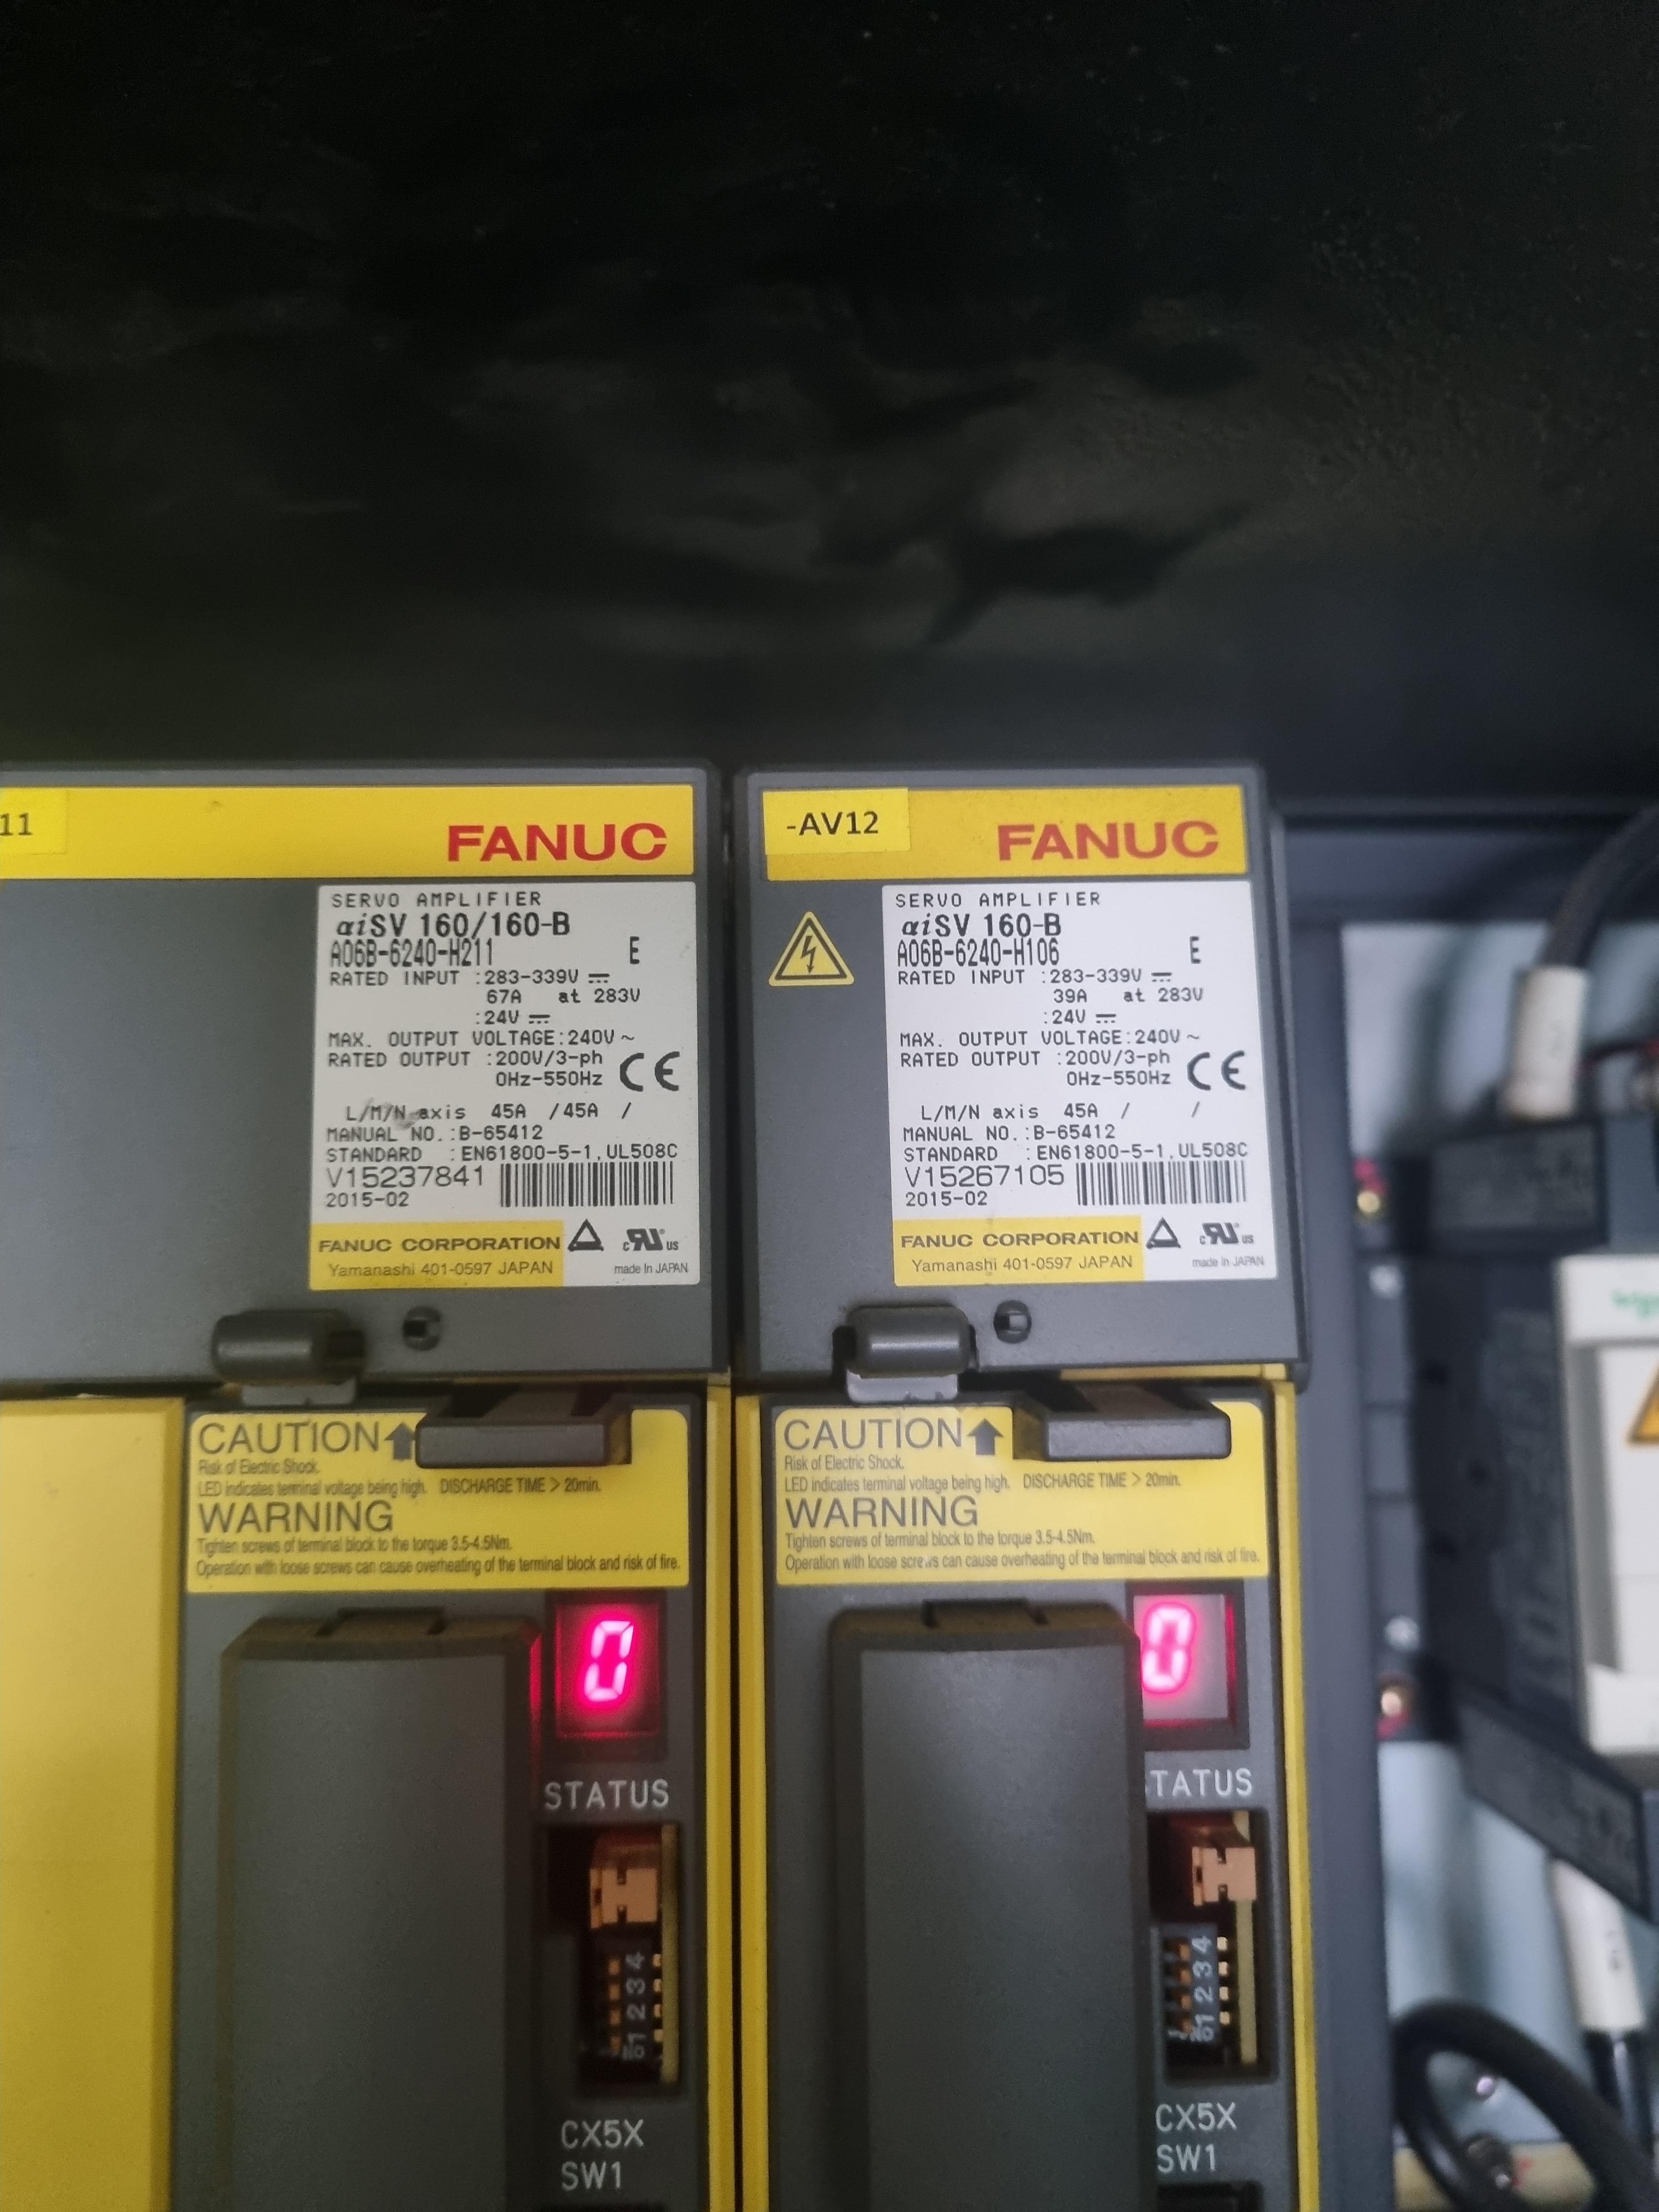 11
FANUC
SERVO AMPLIFIER
αiSV 160/160-B
A06B-6240-H211 E
RATED INPUT :283-339V ⎓
67A at 283V
:24V ⎓
MAX. OUTPUT VOLTAGE:240V ~
RATED OUTPUT :200V/3-ph
0Hz-550Hz
CE
L/M/N axis 45A /45A /
MANUAL NO.:B-65412
STANDARD :EN61800-5-1,UL508C
V15237841
2015-02
FANUC CORPORATION
Yamanashi 401-0597 JAPAN
c RU us
made in JAPAN
CAUTION
Risk of Electric Shock.
LED indicates terminal voltage being high. DISCHARGE TIME > 20min.
WARNING
Tighten screws of terminal block to the torque 3.5-4.5Nm.
Operation with loose screws can cause overheating of the terminal block and risk of fire.
0
STATUS
1 2 3 4
CX5X
SW1
-AV12
FANUC
SERVO AMPLIFIER
αiSV 160-B
A06B-6240-H106 E
RATED INPUT :283-339V ⎓
39A at 283V
:24V ⎓
MAX. OUTPUT VOLTAGE:240V ~
RATED OUTPUT :200V/3-ph
0Hz-550Hz
CE
L/M/N axis 45A / /
MANUAL NO.:B-65412
STANDARD :EN61800-5-1,UL508C
V15267105
2015-02
FANUC CORPORATION
Yamanashi 401-0597 JAPAN
c RU us
made in JAPAN
CAUTION
Risk of Electric Shock.
LED indicates terminal voltage being high. DISCHARGE TIME > 20min.
WARNING
Tighten screws of terminal block to the torque 3.5-4.5Nm.
Operation with loose screws can cause overheating of the terminal block and risk of fire.
0
TATUS
1 2 3 4
CX5X
SW1